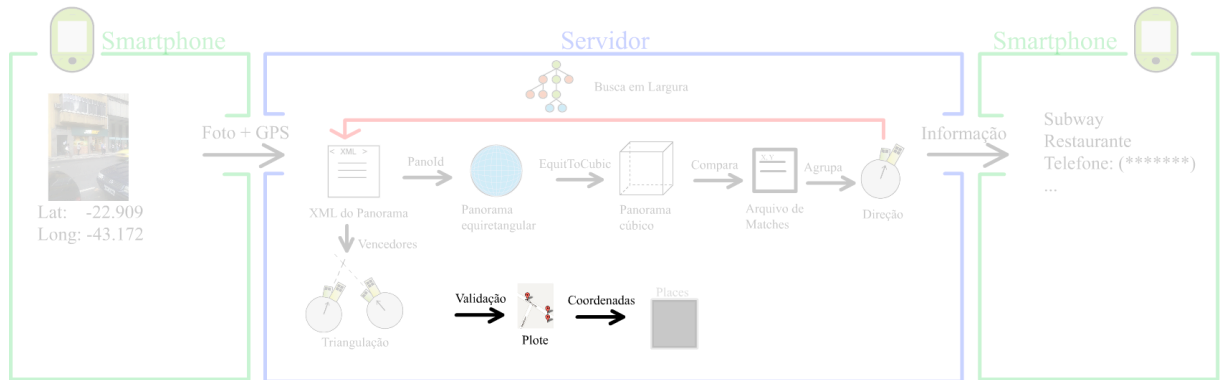 Smartphone
Servidor
Smartphone
Busca em Largura
Foto + GPS
Informação
Subway
Restaurante
Telefone: (*******)
...
< XML >
PanoId
EquitToCubic
Compara
X,Y
Agrupa
Lat: -22.909
Long: -43.172
XML do Panorama
Panorama
equiretangular
Panorama
cúbico
Arquivo de
Matches
Direção
Vencedores
Validação
Coordenadas
Places
Plote
Triangulação